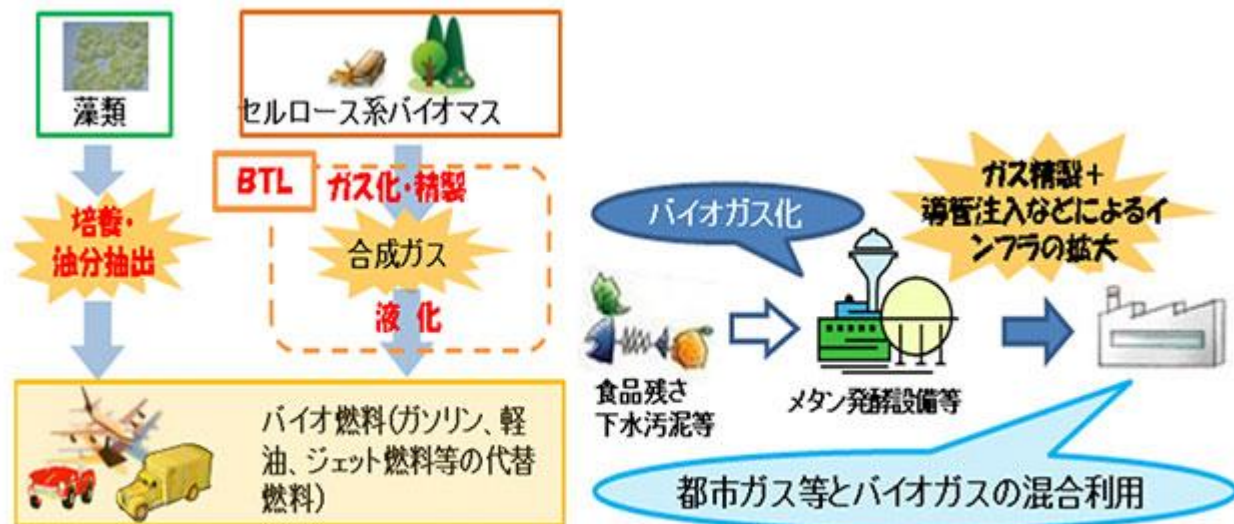 藻類
セルロース系バイオマス
培養・
油分抽出
BTL
ガス化・精製
合成ガス
液化
バイオ燃料(ガソリン、軽
油、ジェット燃料等の代替
燃料)
バイオガス化
ガス精製+
導管注入などによるイ
ンフラの拡大
食品残さ
下水汚泥等
メタン発酵設備等
都市ガス等とバイオガスの混合利用